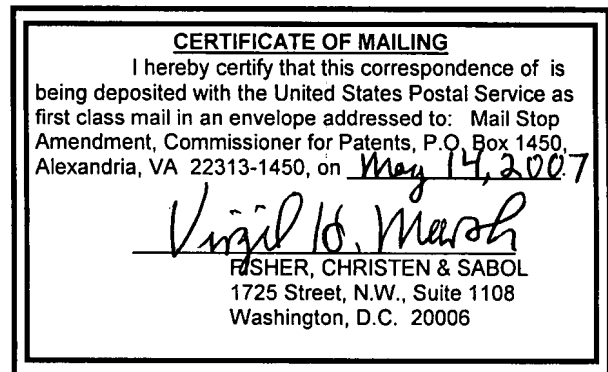 CERTIFICATE OF MAILING
I hereby certify that this correspondence of is
being deposited with the United States Postal Service as
first class mail in an envelope addressed to: Mail Stop
Amendment, Commissioner for Patents, P.O. Box 1450,
Alexandria, VA 22313-1450, on May 14, 2007.
Virgil H. Marsh
FISHER, CHRISTEN & SABOL
1725 Street, N.W., Suite 1108
Washington, D.C. 20006